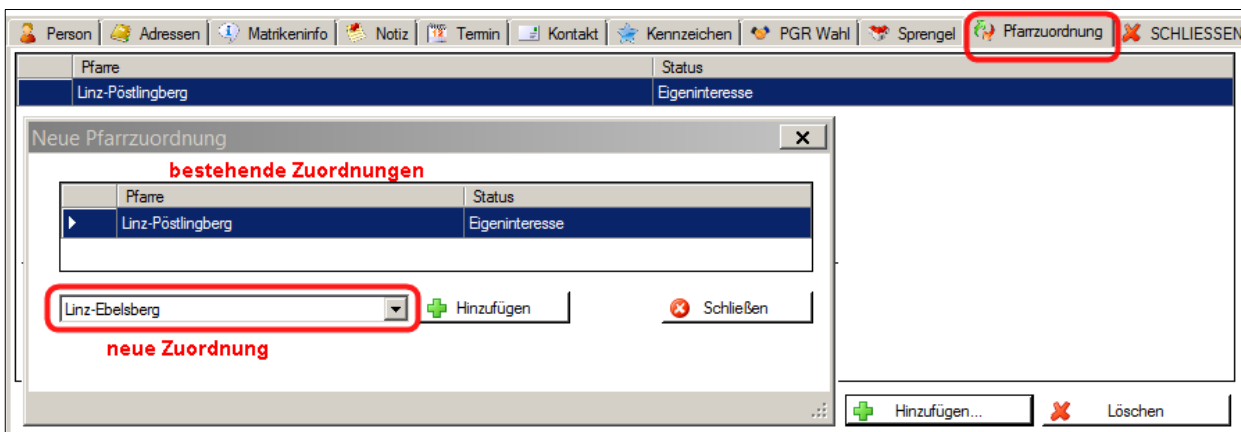 Person Adressen Matrikeninfo Notiz Termin Kontakt Kennzeichen PGR Wahl Sprengel Pfarrzuordnung SCHLIESSEN
Pfarre Status
Linz-Pöstlingberg Eigeninteresse
Neue Pfarrzuordnung
bestehende Zuordnungen
Pfarre Status
Linz-Pöstlingberg Eigeninteresse
Linz-Ebelsberg Hinzufügen Schließen
neue Zuordnung
Hinzufügen... Löschen